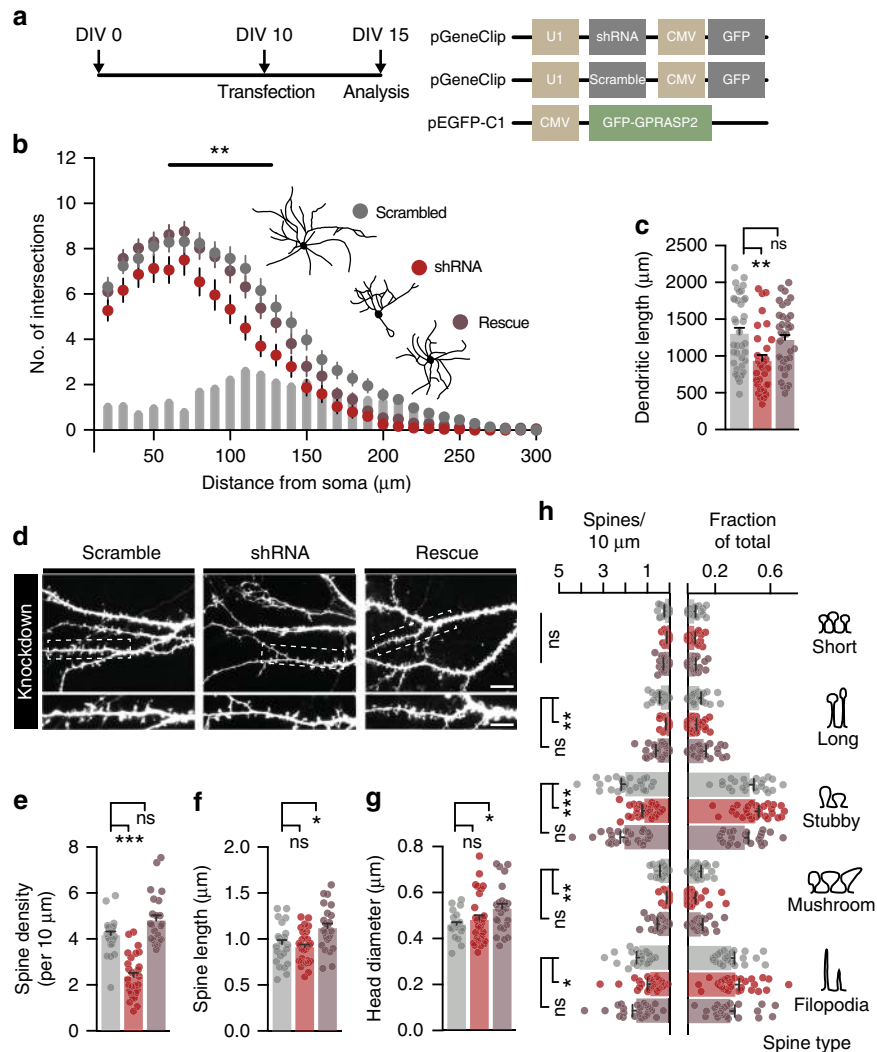 a
DIV 0 DIV 10 DIV 15
Transfection Analysis
pGeneClip U1 shRNA CMV GFP
pGeneClip U1 Scramble CMV GFP
pEGFP-C1 CMV GFP-GPRASP2
b
**
12
10
8
6
4
2
0
No. of intersections
Scrambled
shRNA
Rescue
50 100 150 200 250 300
Distance from soma (μm)
c
ns
**
2500
2000
1500
1000
500
0
Dendritic length (μm)
d
Scramble shRNA Rescue
Knockdown
e
ns
***
8
6
4
2
0
Spine density
(per 10 μm)
f
*
ns
2.0
1.5
1.0
0.5
0.0
Spine length (μm)
g
*
ns
0.8
0.6
0.4
0.2
0.0
Head diameter (μm)
h
Spines/
10 μm
Fraction
of total
5 3 1 0.2 0.6
ns
Short
**
ns
Long
***
ns
Stubby
**
ns
Mushroom
*
ns
Filopodia
Spine type